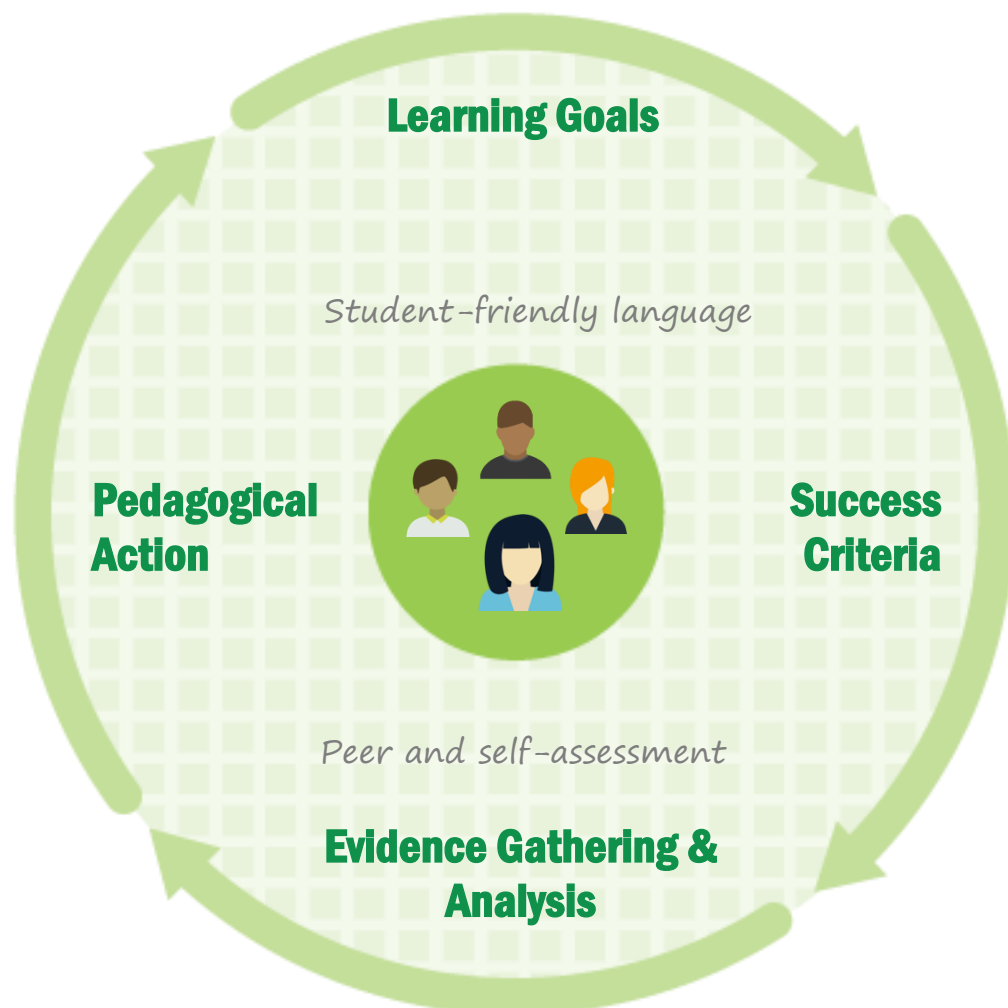 Learning Goals
Student-friendly language
Pedagogical
Action
Success
Criteria
Peer and self-assessment
Evidence Gathering &
Analysis